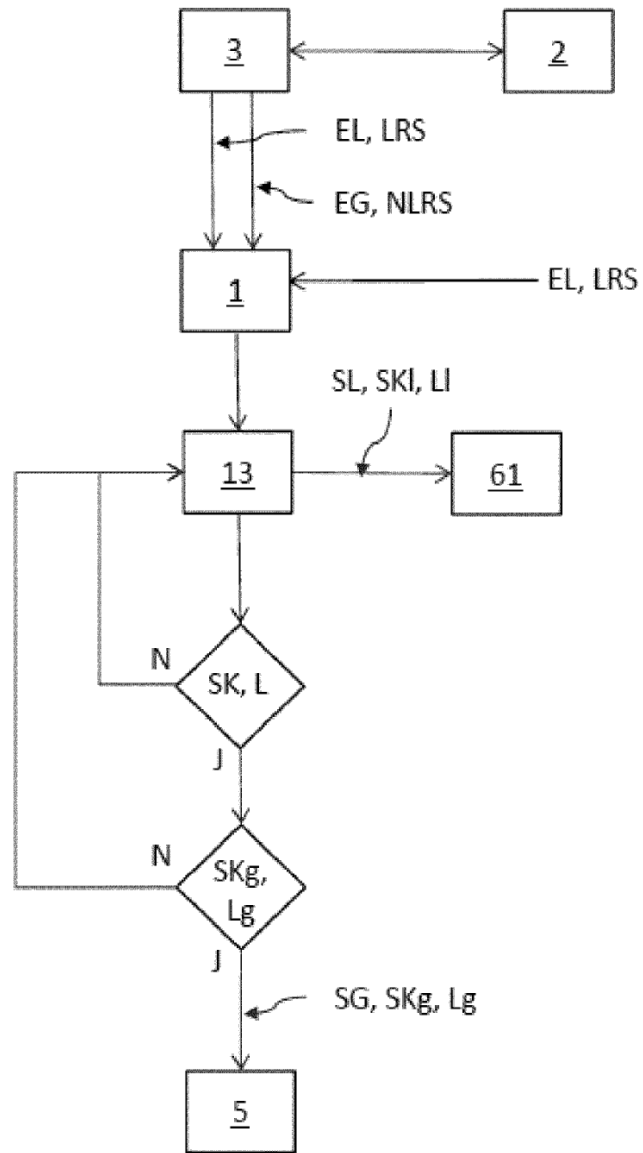 3
2
EL, LRS
EG, NLRS
1
EL, LRS
SL, SKl, Ll
13
61
N
SK, L
J
N
SKg,
Lg
J
SG, SKg, Lg
5